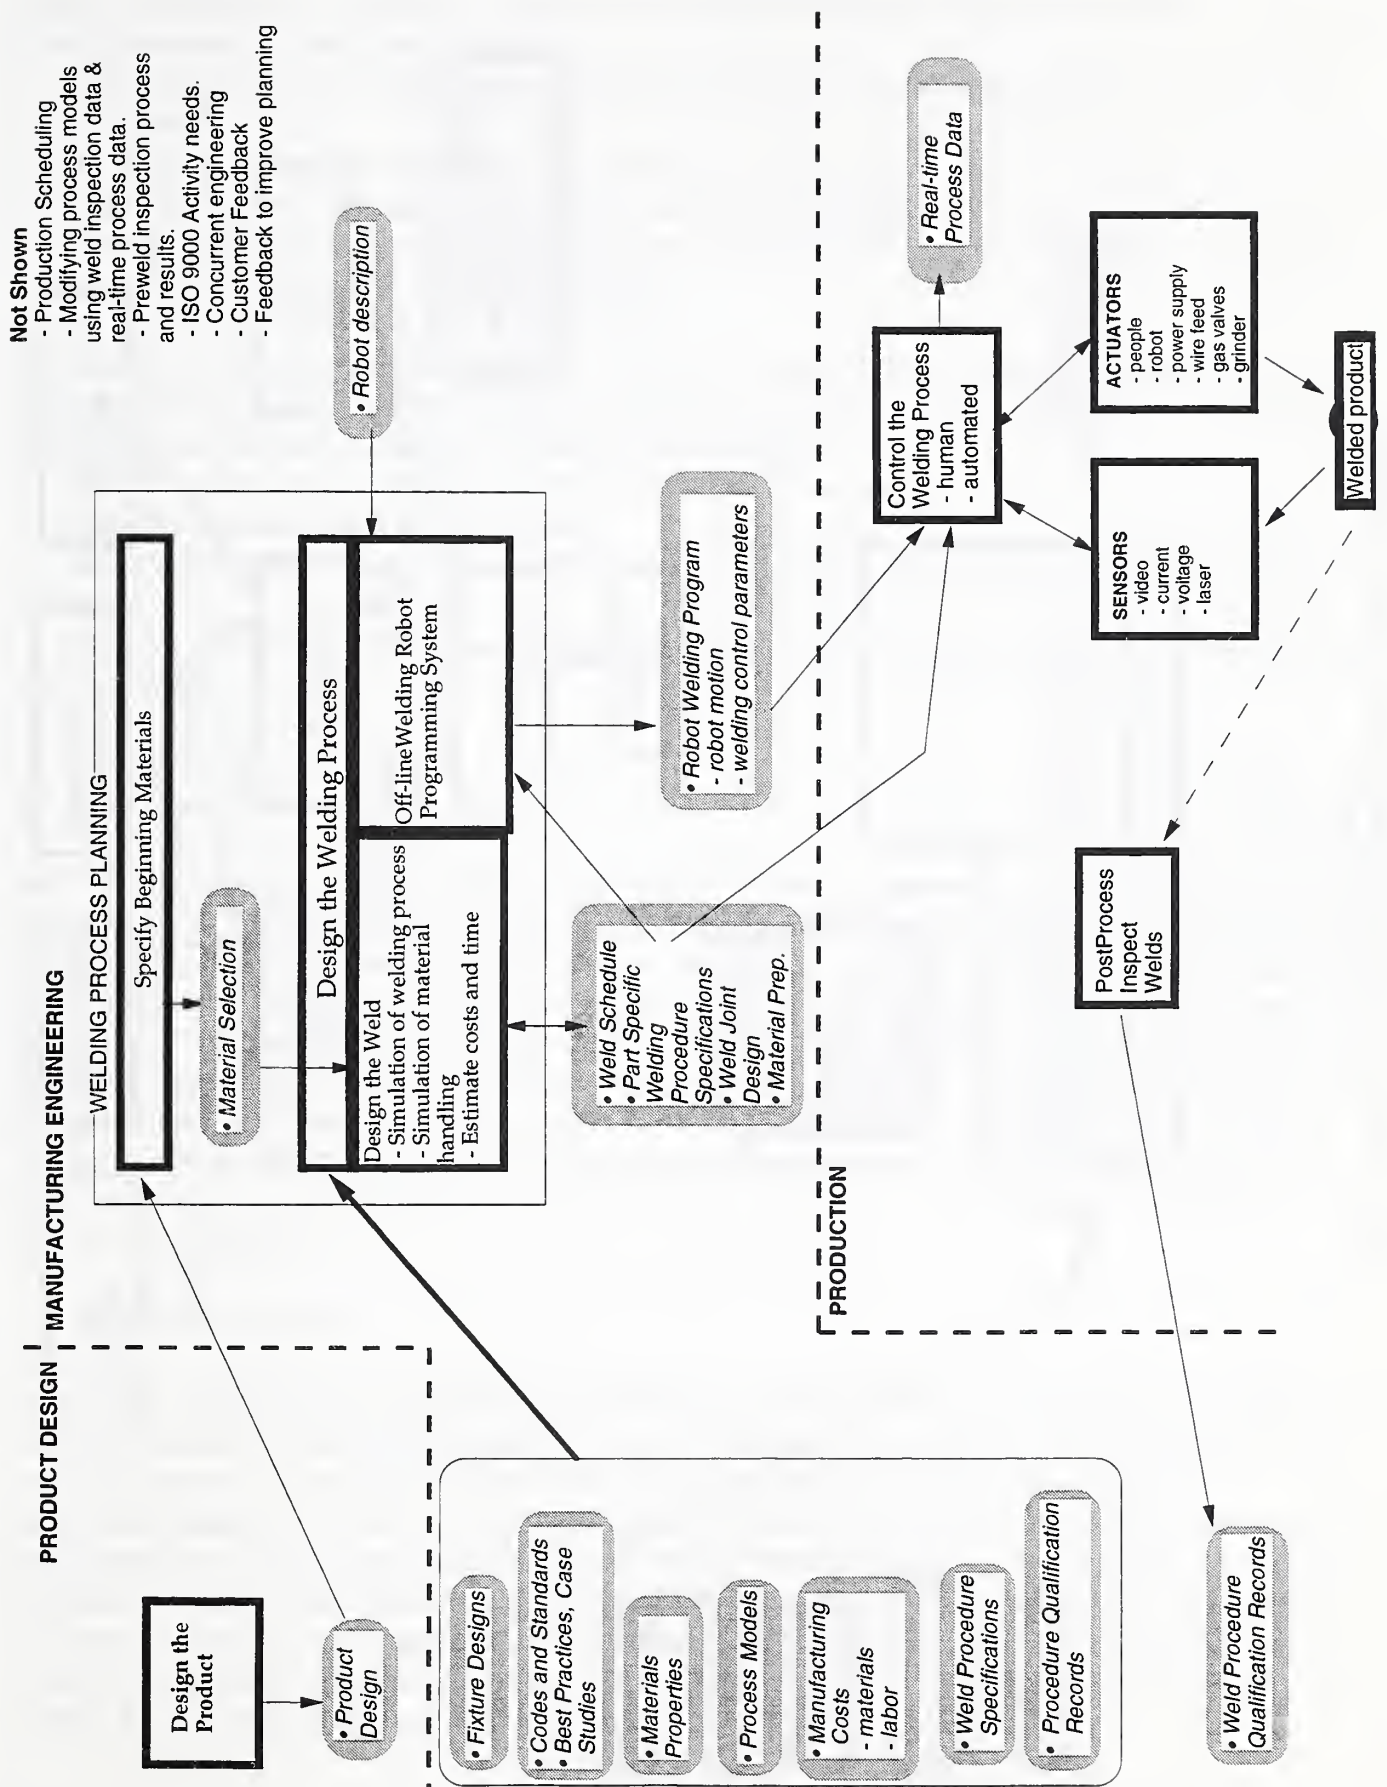 PRODUCT DESIGN
MANUFACTURING ENGINEERING
Not Shown
- Production Scheduling
- Modifying process models
using weld inspection data &
real-time process data.
- Preweld inspection process
and results.
- ISO 9000 Activity needs.
- Concurrent engineering
- Customer Feedback
- Feedback to improve planning
Design the
Product
• Product
Design
WELDING PROCESS PLANNING
Specify Beginning Materials
• Material Selection
Design the Welding Process
Design the Weld
- Simulation of welding process
- Simulation of material
handling
- Estimate costs and time
Off-lineWelding Robot
Programming System
• Robot description
• Fixture Designs
• Codes and Standards
• Best Practices, Case
Studies
• Materials
Properties
• Process Models
• Manufacturing
Costs
- materials
- labor
• Weld Procedure
Specifications
• Procedure Qualification
Records
• Weld Schedule
• Part Specific
Welding
Procedure
Specifications
• Weld Joint
Design
• Material Prep.
• Robot Welding Program
- robot motion
- welding control parameters
PRODUCTION
Control the
Welding Process
- human
- automated
• Real-time
Process Data
SENSORS
- video
- current
- voltage
- laser
ACTUATORS
- people
- robot
- power supply
- wire feed
- gas valves
- grinder
Welded product
PostProcess
Inspect
Welds
• Weld Procedure
Qualification Records